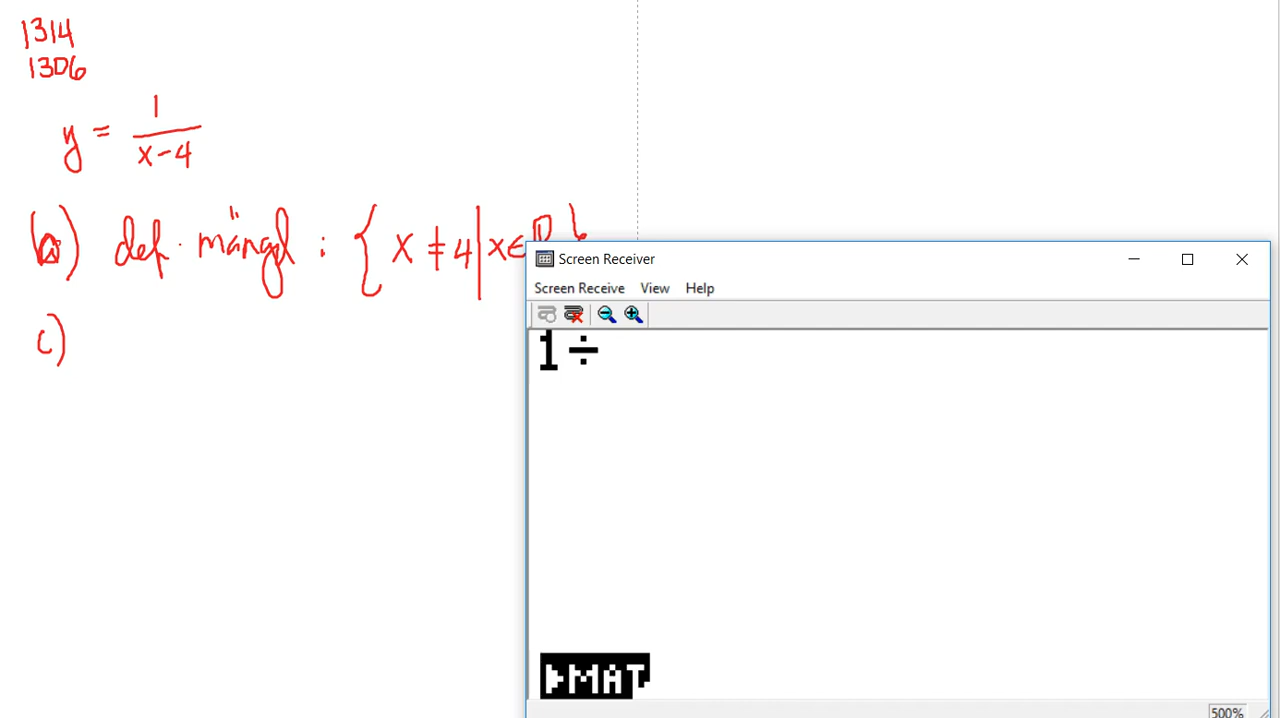 1314
1306
y = 1/(x-4)
b) def. mängd : { x ≠ 4 | x ∈
c)
Screen Receiver
Screen Receive View Help
1÷
▶MAT
500%